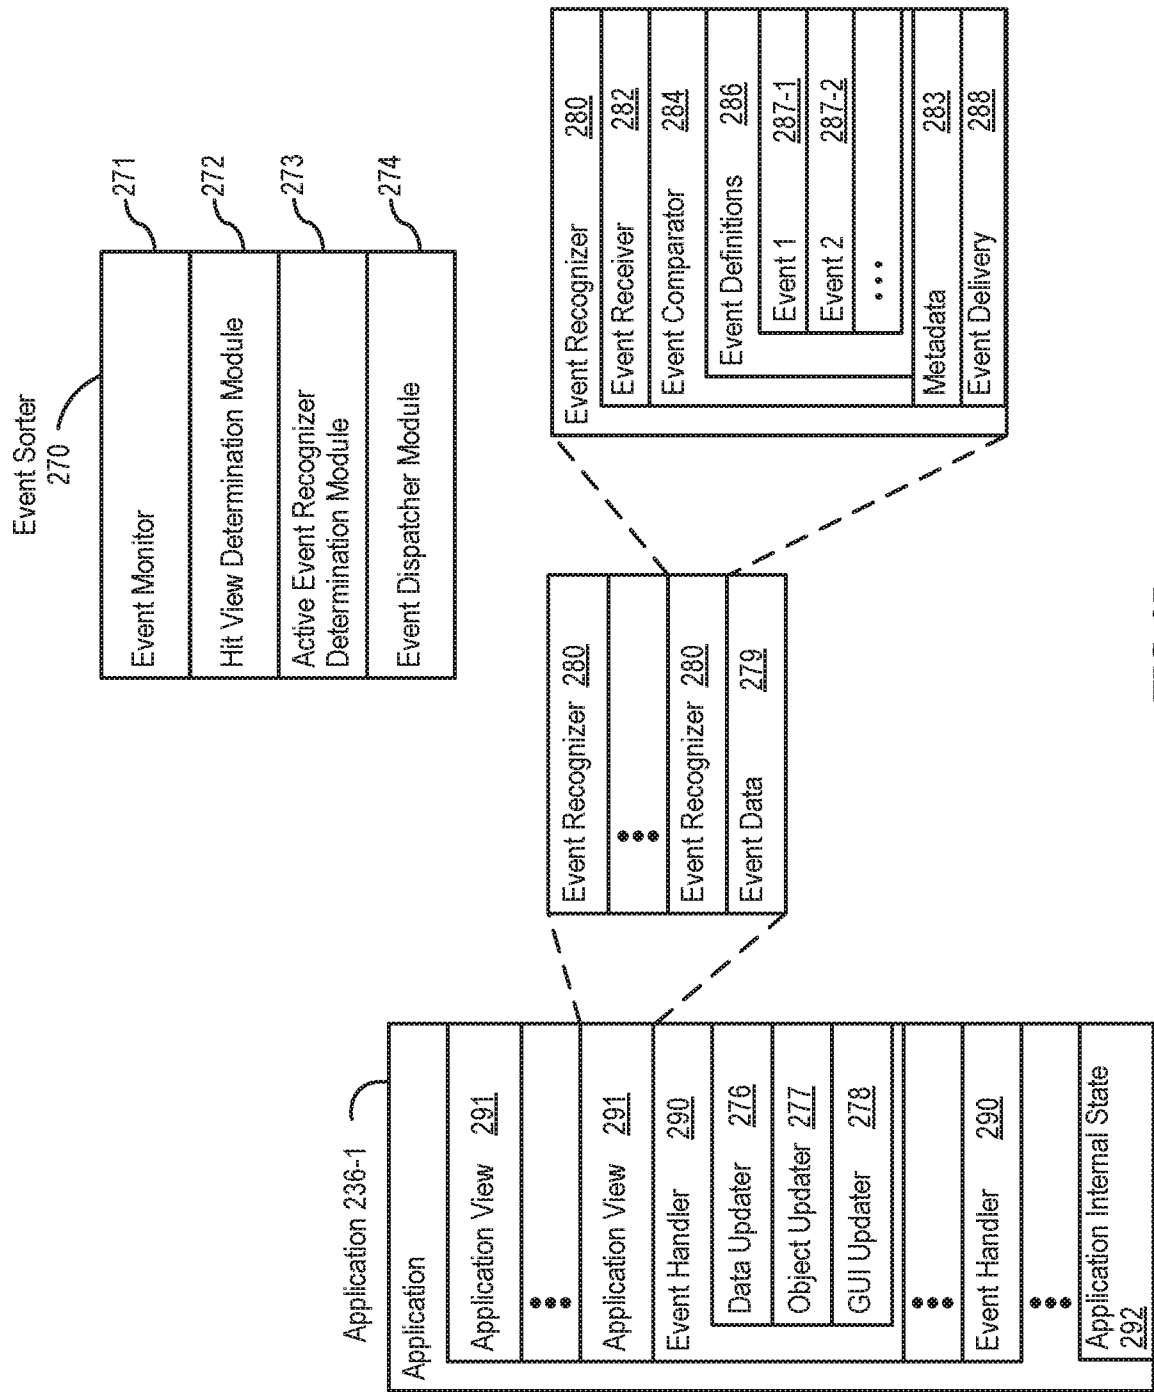 Event Sorter
270
Event Monitor
271
Hit View Determination Module
272
Active Event Recognizer
Determination Module
273
Event Dispatcher Module
274
Application 236-1
Application
Application View 291
•••
Application View 291
Event Handler 290
Data Updater 276
Object Updater 277
GUI Updater 278
•••
Event Handler 290
•••
Application Internal State
292
Event Recognizer 280
•••
Event Recognizer 280
Event Data 279
Event Recognizer 280
Event Receiver 282
Event Comparator 284
Event Definitions 286
Event 1 287-1
Event 2 287-2
•••
Metadata 283
Event Delivery 288